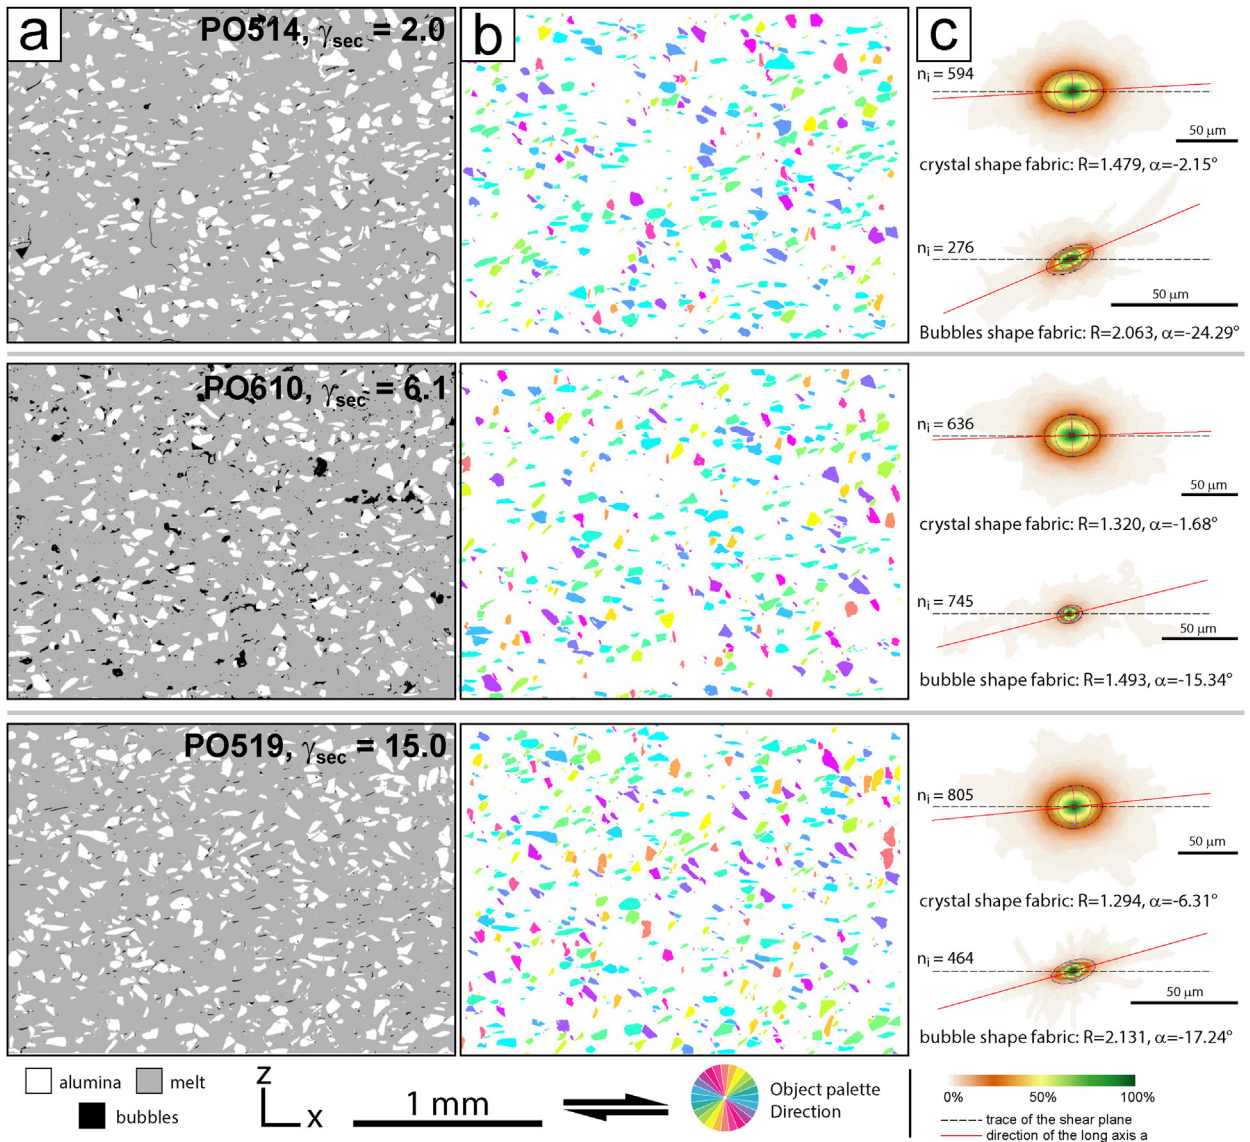 a
PO514, γsec = 2.0
b
c
ni = 594
50 µm
crystal shape fabric: R=1.479, α=-2.15°
ni = 276
50 µm
Bubbles shape fabric: R=2.063, α=-24.29°
PO610, γsec = 6.1
ni = 636
50 µm
crystal shape fabric: R=1.320, α=-1.68°
ni = 745
50 µm
bubble shape fabric: R=1.493, α=-15.34°
PO519, γsec = 15.0
ni = 805
50 µm
crystal shape fabric: R=1.294, α=-6.31°
ni = 464
50 µm
bubble shape fabric: R=2.131, α=-17.24°
alumina
melt
bubbles
z
x
1 mm
Object palette
Direction
0% 50% 100%
trace of the shear plane
direction of the long axis a